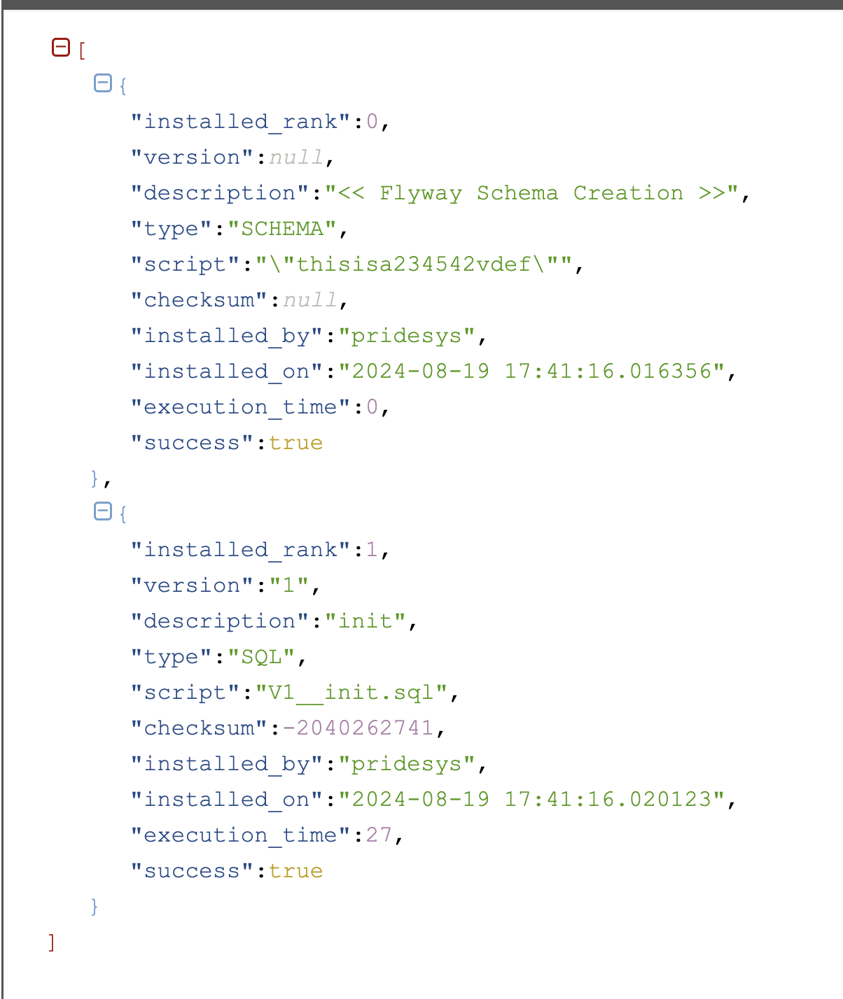 [
{
"installed_rank":0,
"version":null,
"description":"<< Flyway Schema Creation >>",
"type":"SCHEMA",
"script":"\"thisisa234542vdef\"",
"checksum":null,
"installed_by":"pridesys",
"installed_on":"2024-08-19 17:41:16.016356",
"execution_time":0,
"success":true
},
{
"installed_rank":1,
"version":"1",
"description":"init",
"type":"SQL",
"script":"V1__init.sql",
"checksum":-2040262741,
"installed_by":"pridesys",
"installed_on":"2024-08-19 17:41:16.020123",
"execution_time":27,
"success":true
}
]